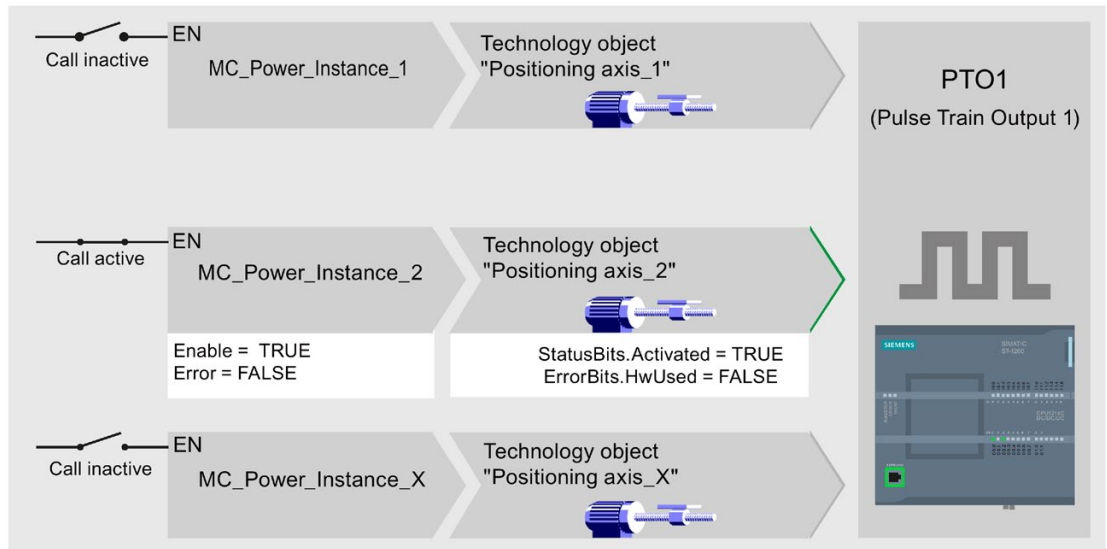 EN
Call inactive
MC_Power_Instance_1
Technology object
"Positioning axis_1"
PTO1
(Pulse Train Output 1)
EN
Call active
MC_Power_Instance_2
Technology object
"Positioning axis_2"
Enable = TRUE
Error = FALSE
StatusBits.Activated = TRUE
ErrorBits.HwUsed = FALSE
SIEMENS
SIMATIC
S7-1200
EN
Call inactive
MC_Power_Instance_X
Technology object
"Positioning axis_X"